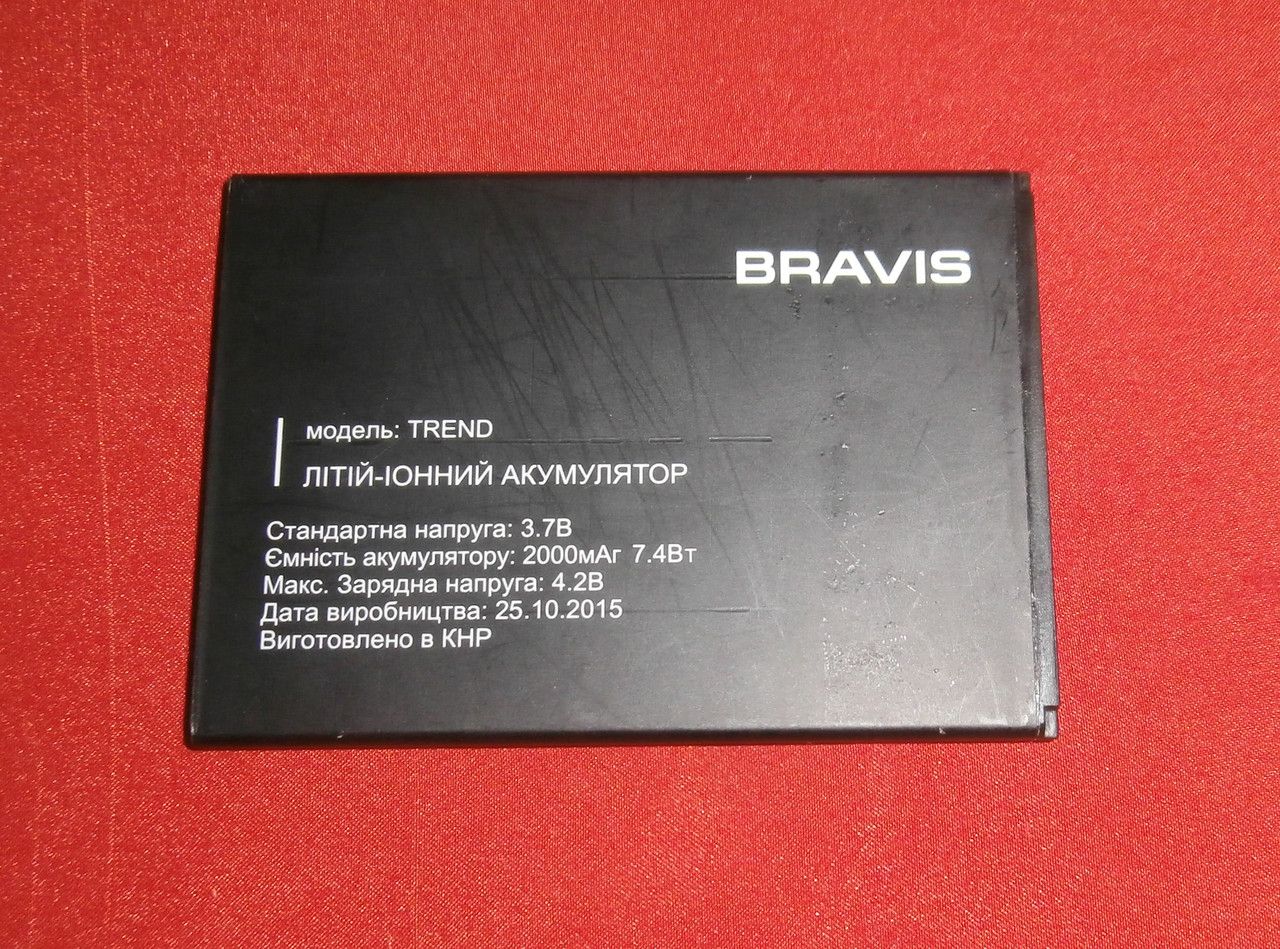 BRAVIS
модель: TREND
ЛІТІЙ-ІОННИЙ АКУМУЛЯТОР
Стандартна напруга: 3.7В
Ємність акумулятору: 2000мАг 7.4Вт
Макс. Зарядна напруга: 4.2В
Дата виробництва: 25.10.2015
Виготовлено в КНР